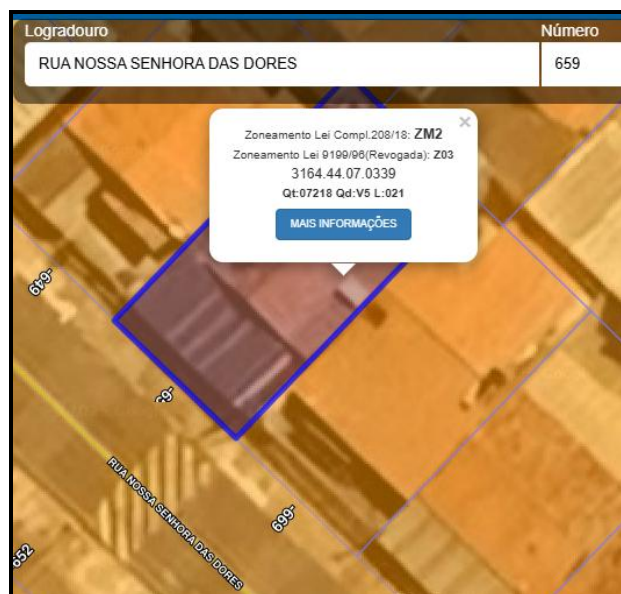 Logradouro
Número
RUA NOSSA SENHORA DAS DORES
659
×
Zoneamento Lei Compl.208/18: ZM2
Zoneamento Lei 9199/96(Revogada): Z03
3164.44.07.0339
Qt:07218 Qd:V5 L:021
MAIS INFORMAÇÕES
-649
RUA NOSSA SENHORA DAS DORES
669-
652